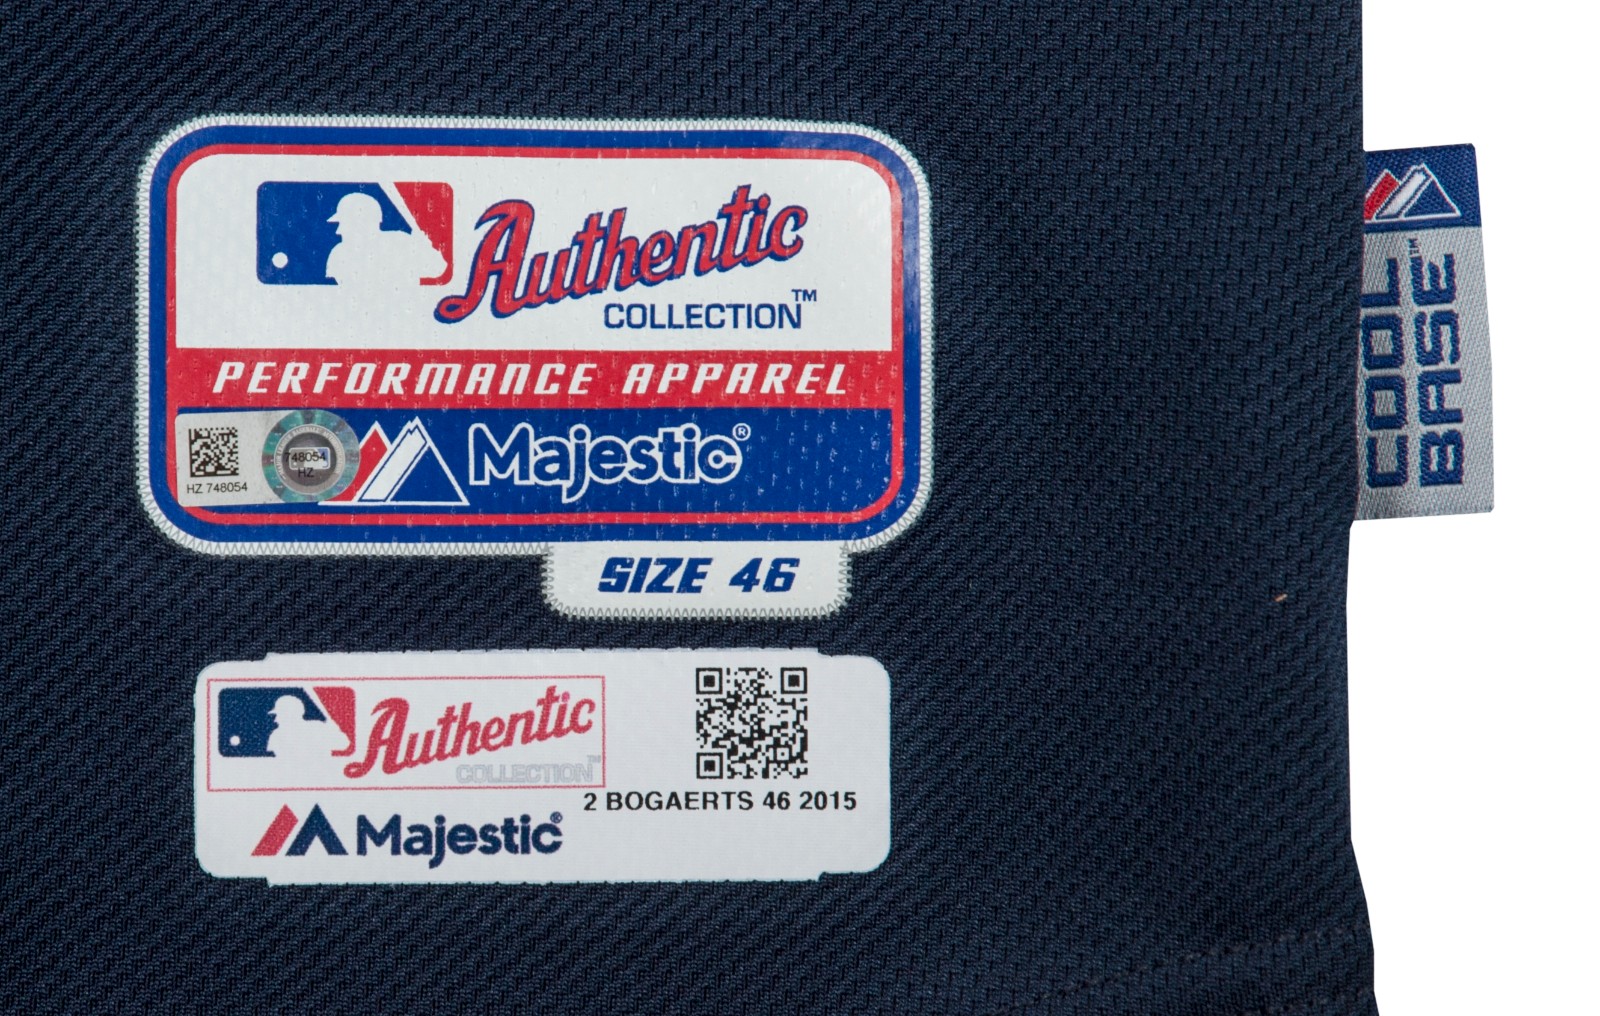 Authentic
COLLECTION™
PERFORMANCE APPAREL
HZ 748054
748054
HZ
Majestic®
SIZE 46
Authentic
COLLECTION™
2 BOGAERTS 46 2015
Majestic®
COOL
BASE™